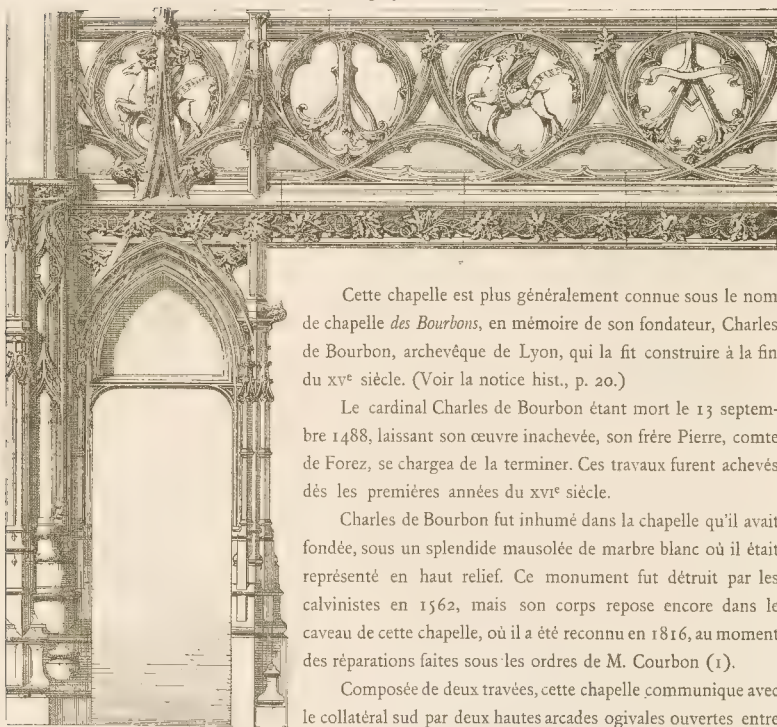 Cette chapelle est plus généralement connue sous le nom
de chapelle des Bourbons, en mémoire de son fondateur, Charles
de Bourbon, archevêque de Lyon, qui la fit construire à la fin
du xvᵉ siècle. (Voir la notice hist., p. 20.)
Le cardinal Charles de Bourbon étant mort le 13 septem-
bre 1488, laissant son œuvre inachevée, son frère Pierre, comte
de Forez, se chargea de la terminer. Ces travaux furent achevés
dès les premières années du xvıᵉ siècle.
Charles de Bourbon fut inhumé dans la chapelle qu'il avait
fondée, sous un splendide mausolée de marbre blanc où il était
représenté en haut relief. Ce monument fut détruit par les
calvinistes en 1562, mais son corps repose encore dans le
caveau de cette chapelle, où il a été reconnu en 1816, au moment
des réparations faites sous les ordres de M. Courbon (1).
Composée de deux travées, cette chapelle communique avec
le collatéral sud par deux hautes arcades ogivales ouvertes entre